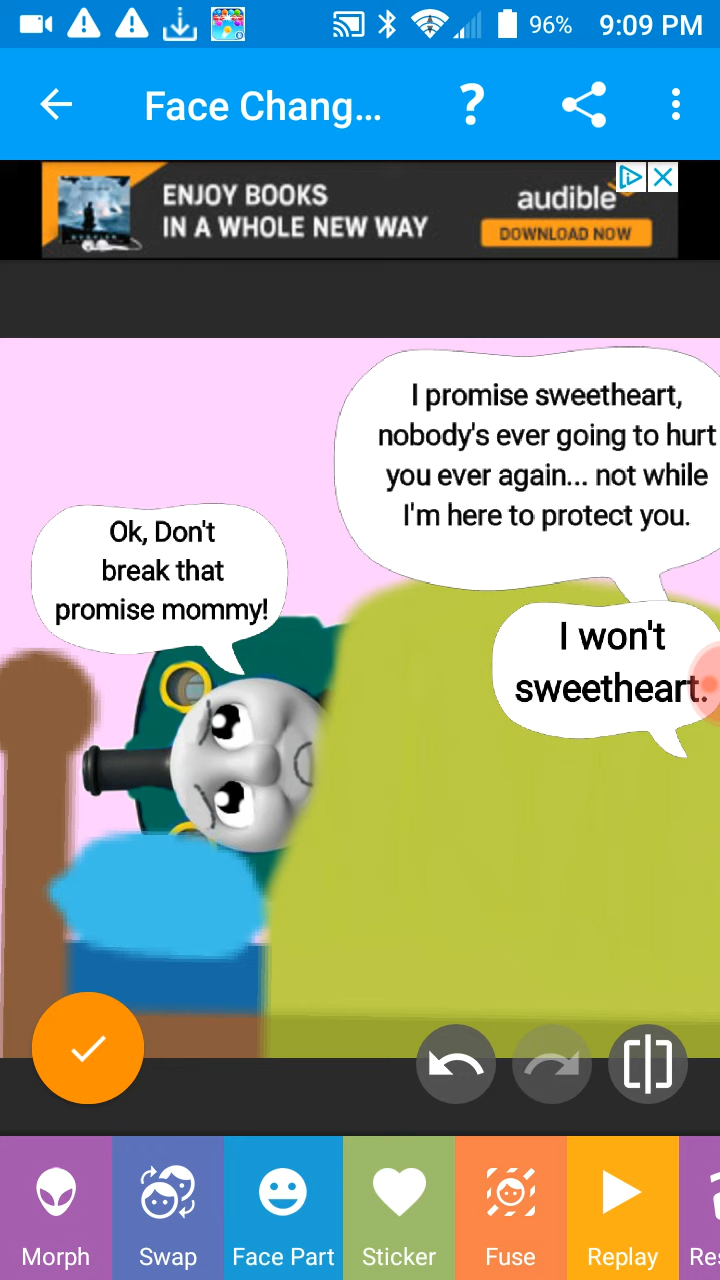 96% 9:09 PM
Face Chang... ?
ENJOY BOOKS
IN A WHOLE NEW WAY
audible
DOWNLOAD NOW
I promise sweetheart,
nobody's ever going to hurt
you ever again... not while
I'm here to protect you.
Ok, Don't
break that
promise mommy!
I won't
sweetheart.
Morph Swap Face Part Sticker Fuse Replay Res